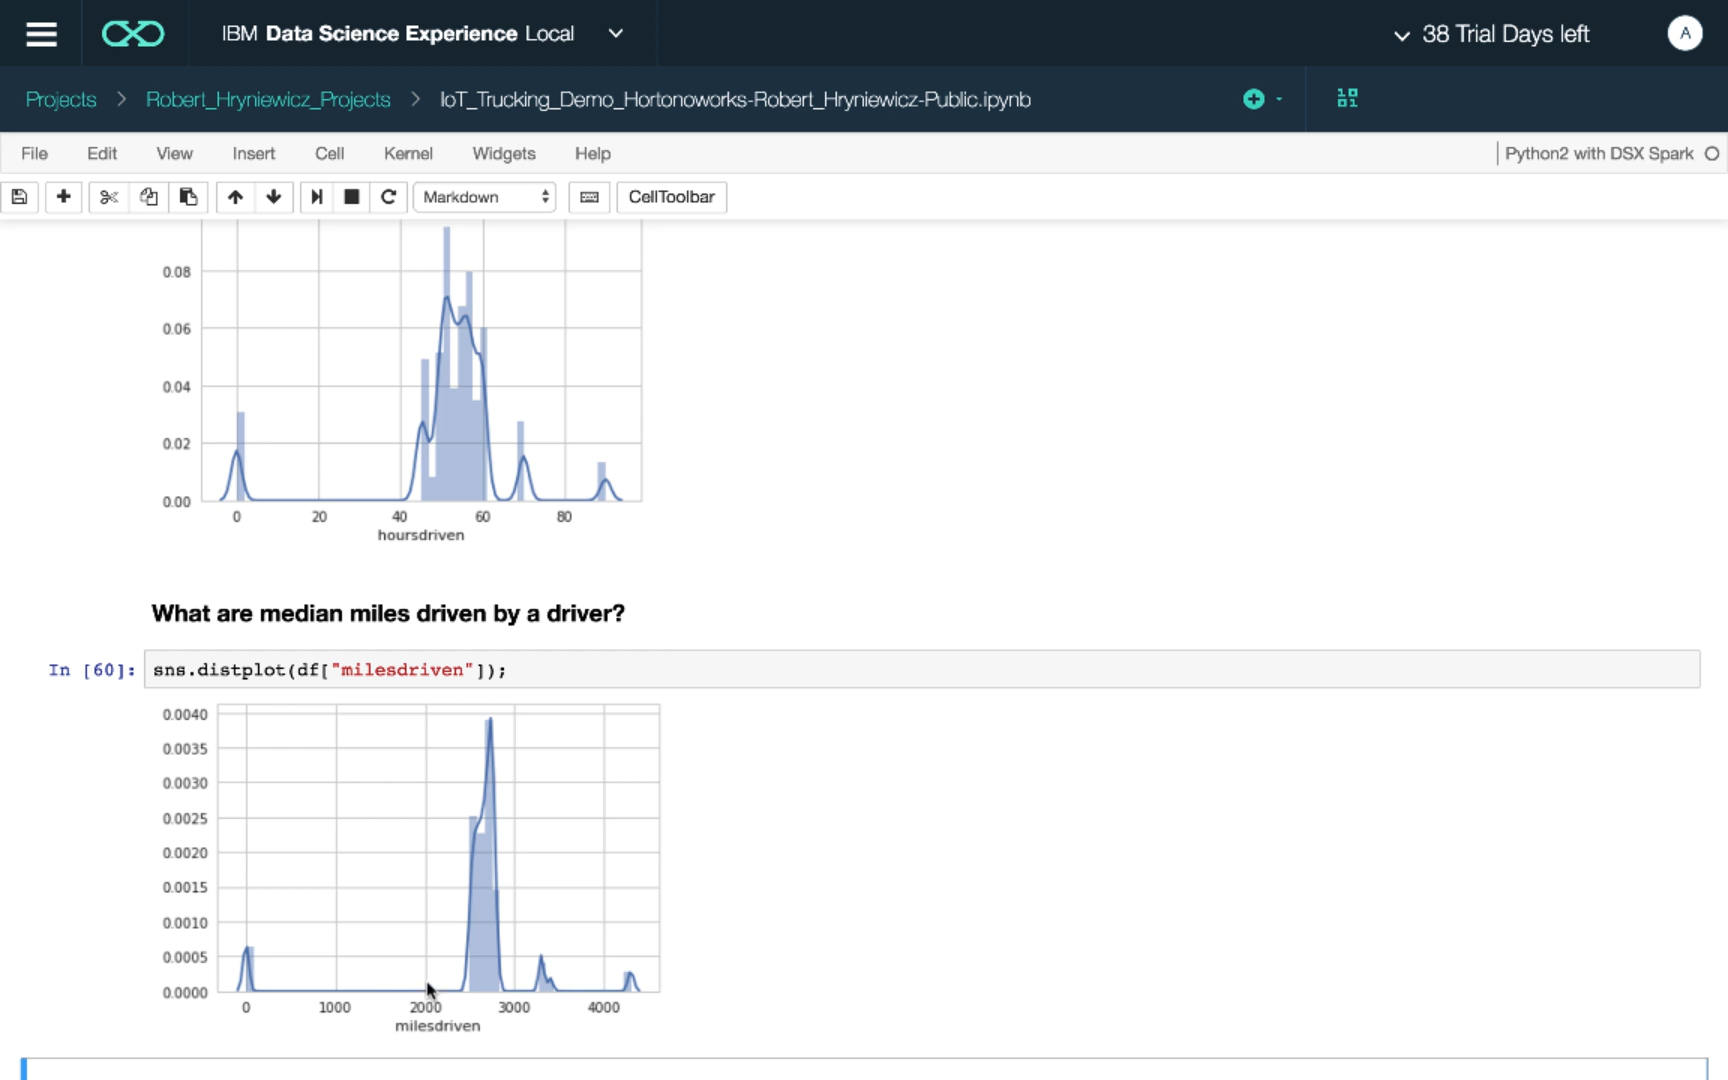 IBM Data Science Experience Local
38 Trial Days left
A
Projects > Robert_Hryniewicz_Projects > IoT_Trucking_Demo_Hortonoworks-Robert_Hryniewicz-Public.ipynb
File Edit View Insert Cell Kernel Widgets Help
Python2 with DSX Spark
Markdown
CellToolbar
0.08
0.06
0.04
0.02
0.00
0 20 40 60 80
hoursdriven
What are median miles driven by a driver?
In [60]: sns.distplot(df["milesdriven"]);
0.0040
0.0035
0.0030
0.0025
0.0020
0.0015
0.0010
0.0005
0.0000
0 1000 2000 3000 4000
milesdriven